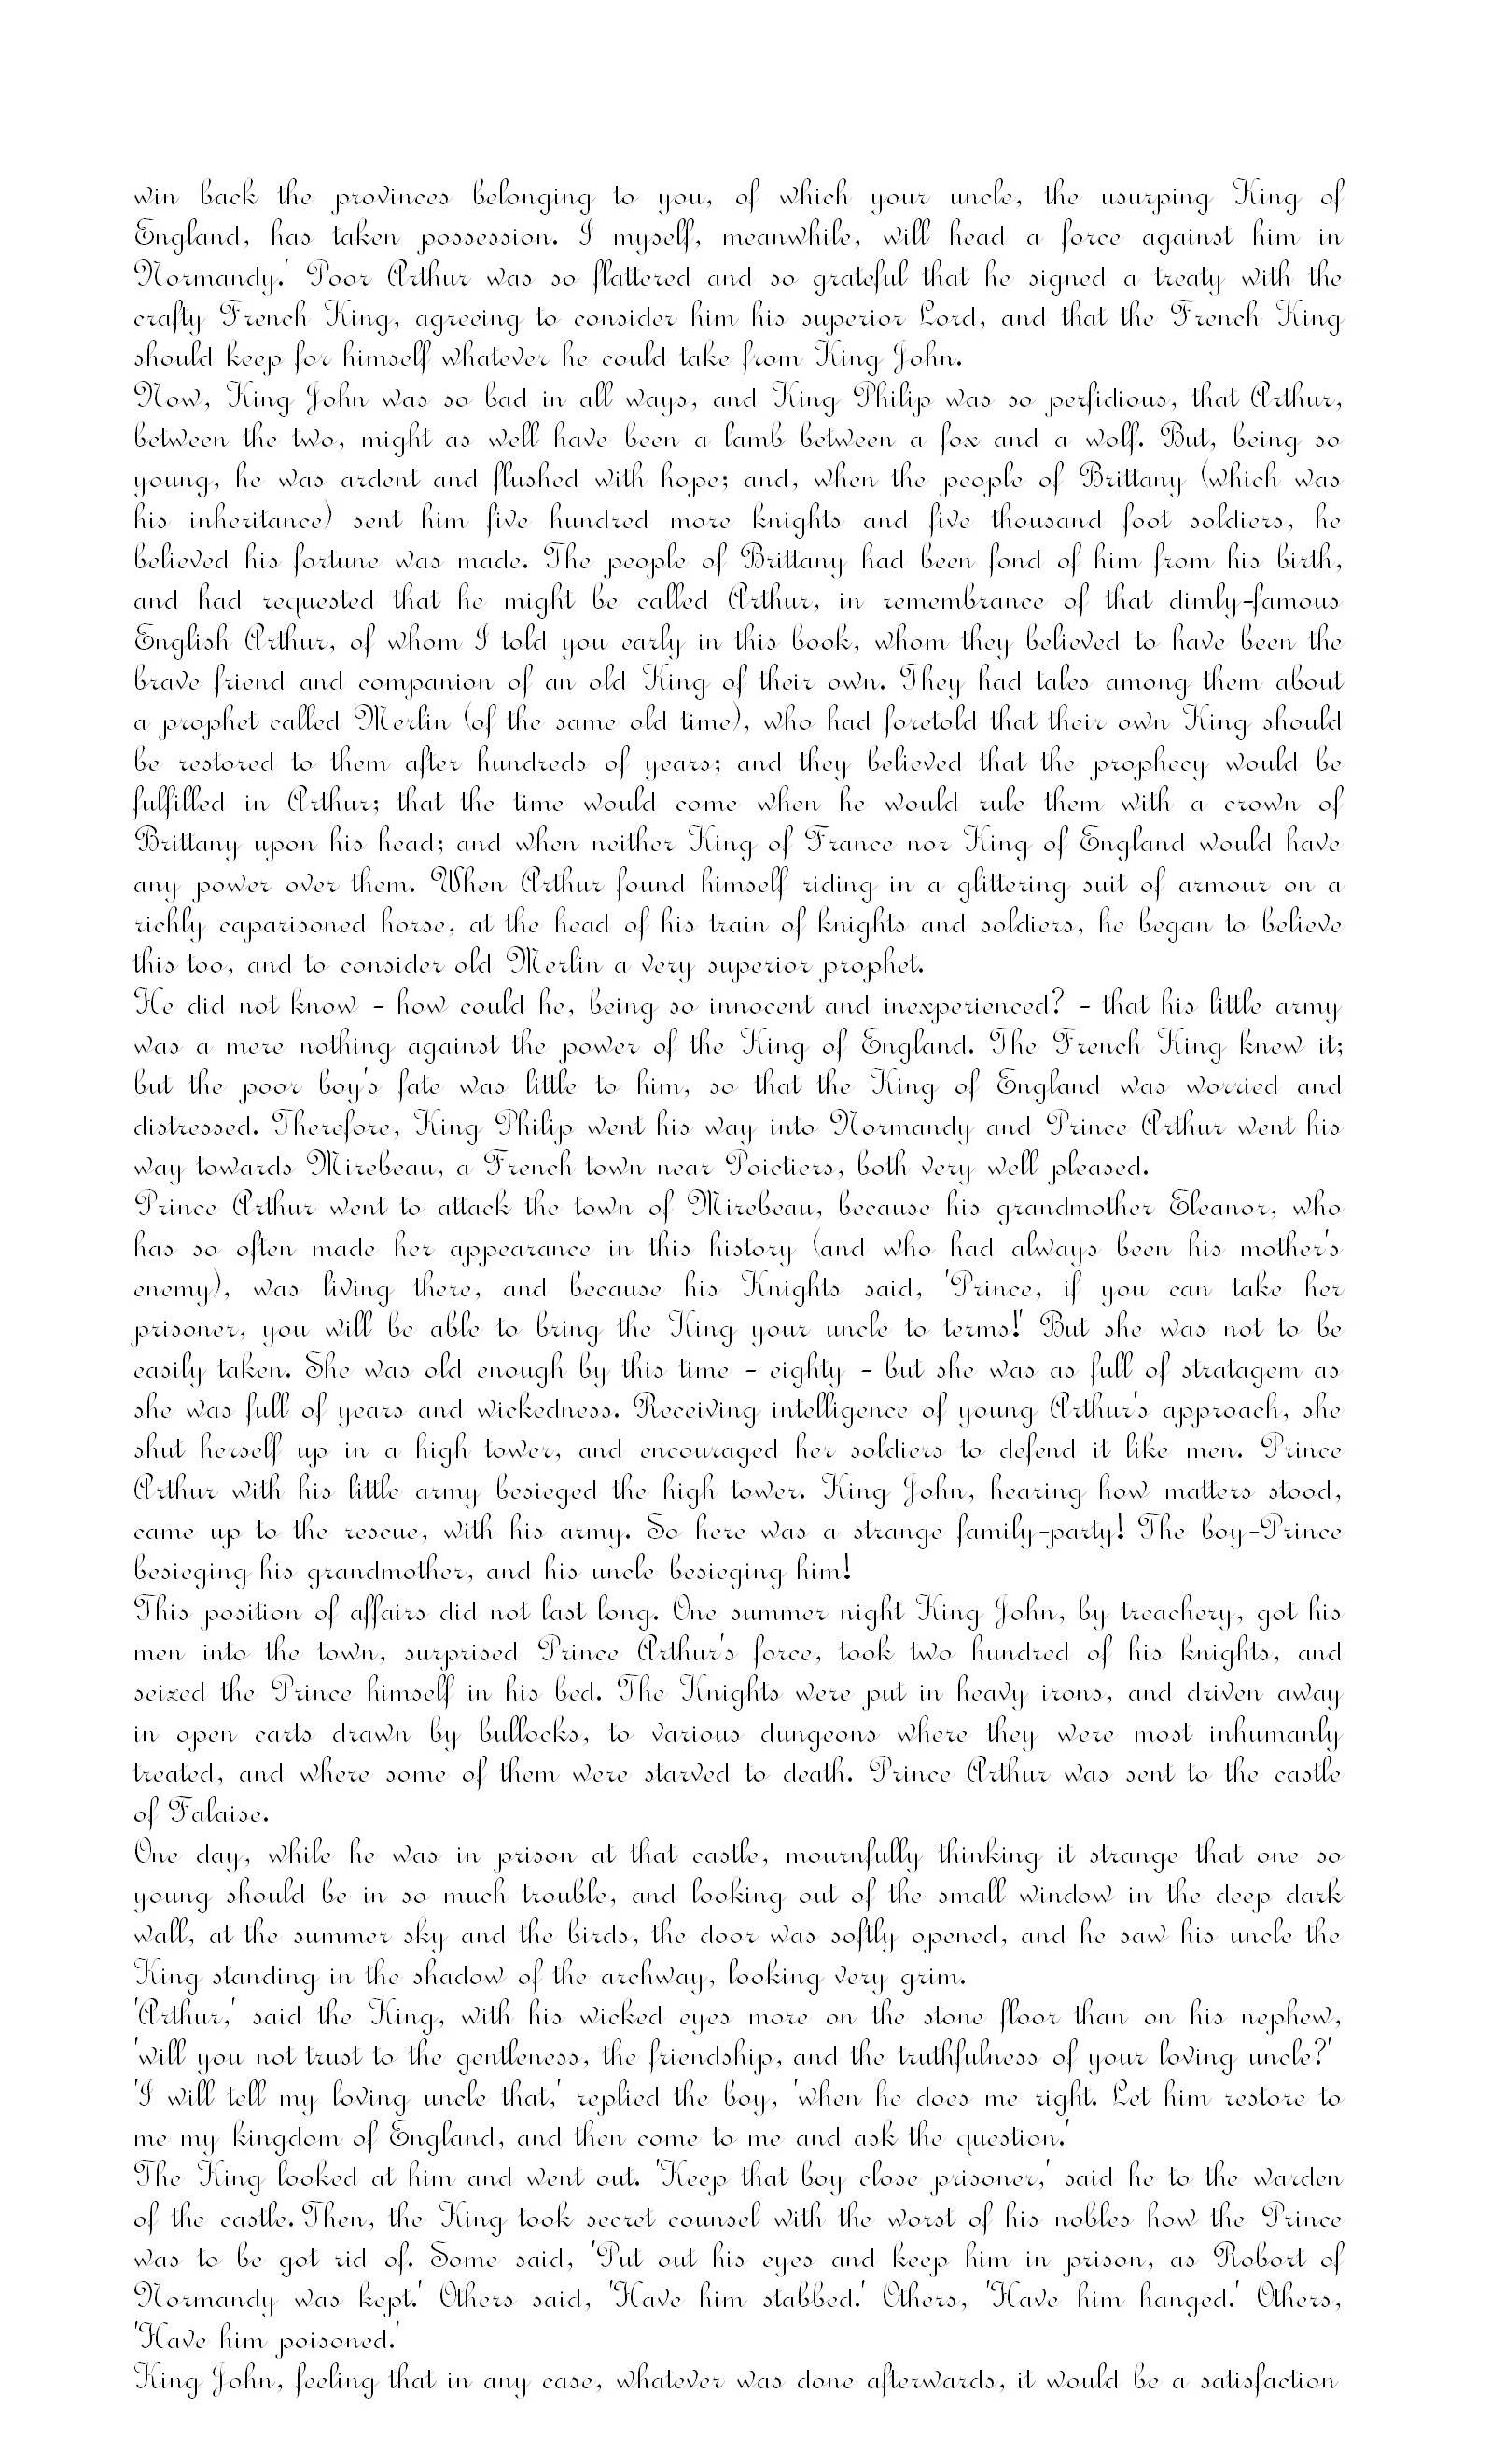 win back the provinces belonging to you, of which your uncle, the usurping King of
England, has taken possession. I myself, meanwhile, will head a force against him in
Normandy.' Poor Arthur was so flattered and so grateful that he signed a treaty with the
crafty French King, agreeing to consider him his superior Lord, and that the French King
should keep for himself whatever he could take from King John.
Now, King John was so bad in all ways, and King Philip was so perfidious, that Arthur,
between the two, might as well have been a lamb between a fox and a wolf. But, being so
young, he was ardent and flushed with hope; and, when the people of Brittany (which was
his inheritance) sent him five hundred more knights and five thousand foot soldiers, he
believed his fortune was made. The people of Brittany had been fond of him from his birth,
and had requested that he might be called Arthur, in remembrance of that dimly-famous
English Arthur, of whom I told you early in this book, whom they believed to have been the
brave friend and companion of an old King of their own. They had tales among them about
a prophet called Merlin (of the same old time), who had foretold that their own King should
be restored to them after hundreds of years; and they believed that the prophecy would be
fulfilled in Arthur; that the time would come when he would rule them with a crown of
Brittany upon his head; and when neither King of France nor King of England would have
any power over them. When Arthur found himself riding in a glittering suit of armour on a
richly caparisoned horse, at the head of his train of knights and soldiers, he began to believe
this too, and to consider old Merlin a very superior prophet.
He did not know - how could he, being so innocent and inexperienced? - that his little army
was a mere nothing against the power of the King of England. The French King knew it;
but the poor boy's fate was little to him, so that the King of England was worried and
distressed. Therefore, King Philip went his way into Normandy and Prince Arthur went his
way towards Mirebeau, a French town near Poictiers, both very well pleased.
Prince Arthur went to attack the town of Mirebeau, because his grandmother Eleanor, who
has so often made her appearance in this history (and who had always been his mother's
enemy), was living there, and because his Knights said, 'Prince, if you can take her
prisoner, you will be able to bring the King your uncle to terms!' But she was not to be
easily taken. She was old enough by this time - eighty - but she was as full of stratagem as
she was full of years and wickedness. Receiving intelligence of young Arthur's approach, she
shut herself up in a high tower, and encouraged her soldiers to defend it like men. Prince
Arthur with his little army besieged the high tower. King John, hearing how matters stood,
came up to the rescue, with his army. So here was a strange family-party! The boy-Prince
besieging his grandmother, and his uncle besieging him!
This position of affairs did not last long. One summer night King John, by treachery, got his
men into the town, surprised Prince Arthur's force, took two hundred of his knights, and
seized the Prince himself in his bed. The Knights were put in heavy irons, and driven away
in open carts drawn by bullocks, to various dungeons where they were most inhumanly
treated, and where some of them were starved to death. Prince Arthur was sent to the castle
of Falaise.
One day, while he was in prison at that castle, mournfully thinking it strange that one so
young should be in so much trouble, and looking out of the small window in the deep dark
wall, at the summer sky and the birds, the door was softly opened, and he saw his uncle the
King standing in the shadow of the archway, looking very grim.
'Arthur,' said the King, with his wicked eyes more on the stone floor than on his nephew,
'will you not trust to the gentleness, the friendship, and the truthfulness of your loving uncle?'
'I will tell my loving uncle that,' replied the boy, 'when he does me right. Let him restore to
me my kingdom of England, and then come to me and ask the question.'
The King looked at him and went out. 'Keep that boy close prisoner,' said he to the warden
of the castle. Then, the King took secret counsel with the worst of his nobles how the Prince
was to be got rid of. Some said, 'Put out his eyes and keep him in prison, as Robort of
Normandy was kept.' Others said, 'Have him stabbed.' Others, 'Have him hanged.' Others,
'Have him poisoned.'
King John, feeling that in any case, whatever was done afterwards, it would be a satisfaction